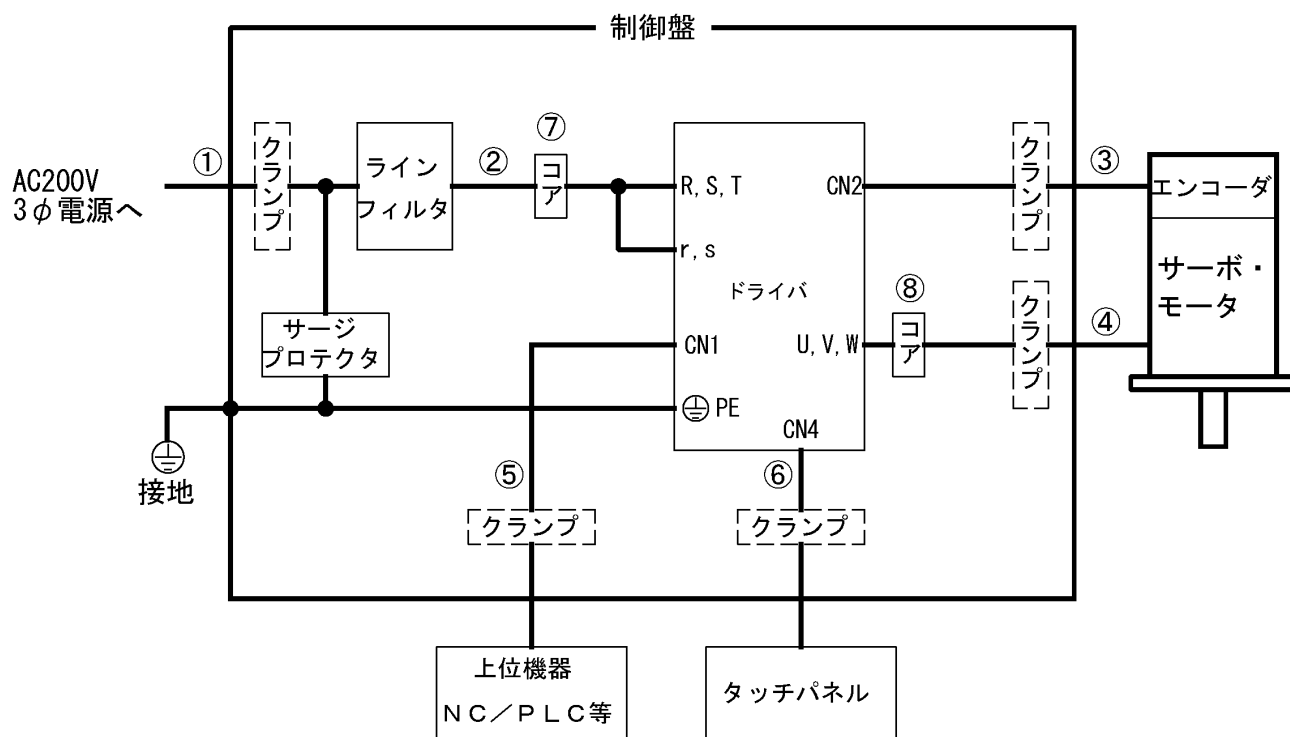 制御盤
AC200V
3φ電源へ
①
クランプ
ライン
フィルタ
②
⑦
コア
R, S, T
r, s
CN1
PE
CN2
ドライバ
U, V, W
CN4
⑧
コア
クランプ
③
エンコーダ
サーボ・
モータ
クランプ
④
サージ
プロテクタ
接地
⑤
クランプ
⑥
クランプ
上位機器
NC/PLC等
タッチパネル